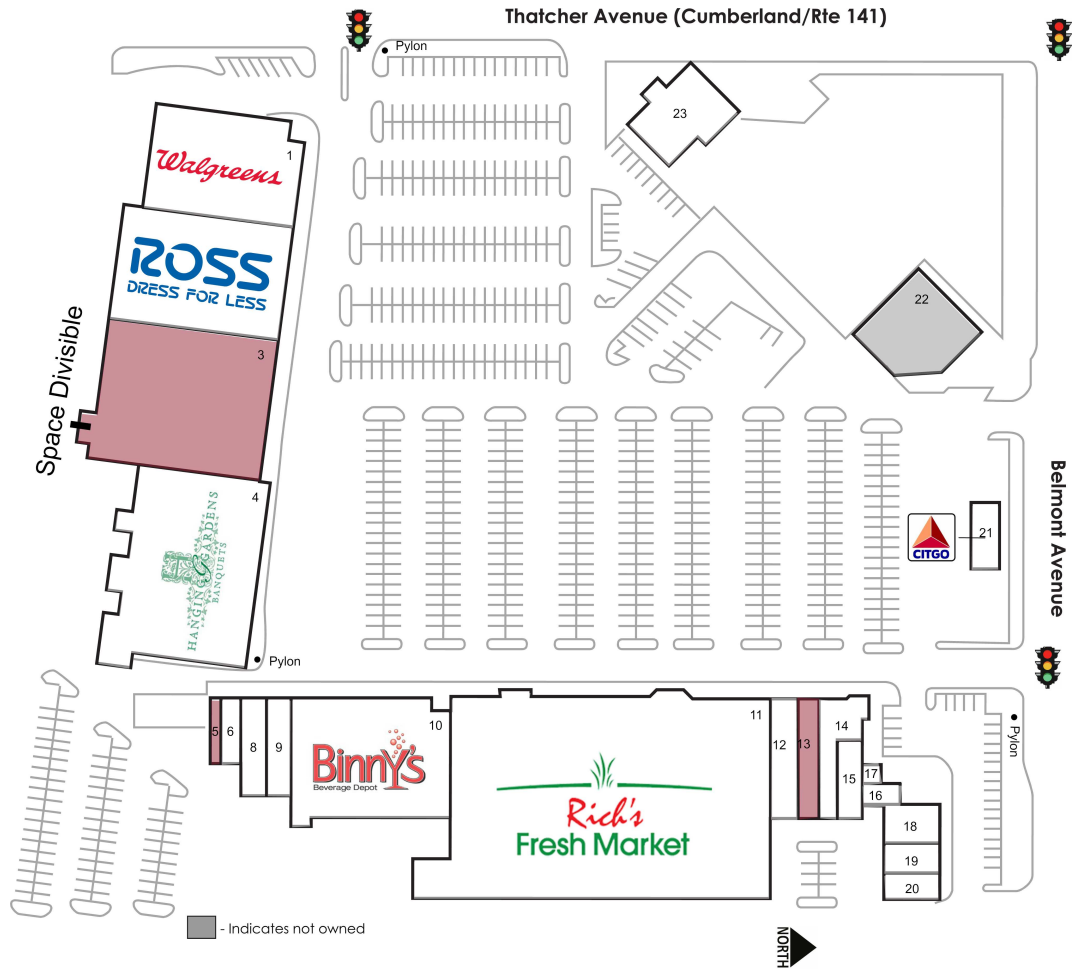 Thatcher Avenue (Cumberland/Rte 141)
Pylon
23
1
Walgreens
ROSS
DRESS FOR LESS
22
3
Space Divisible
4
HANGING GARDENS
G
BANQUETS
CITGO
21
Belmont Avenue
Pylon
5
6
8
9
10
Binny's
Beverage Depot
11
Rich's
Fresh Market
12
13
14
15
17
16
18
19
20
Pylon
- Indicates not owned
NORTH